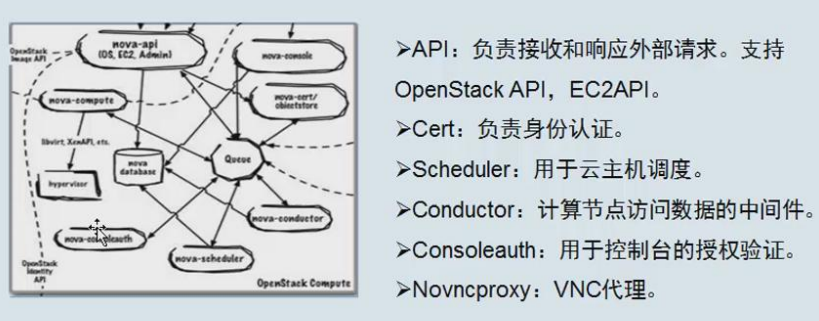 OpenStack
Image API
nova-api
(OS, EC2, Admin)
nova-console
nova-compute
nova-cert/
objectstore
libvirt, XenAPI, etc.
nova
database
Queue
hypervisor
nova-conductor
nova-scheduler
OpenStack
Identity
API
OpenStack Compute
➢API：负责接收和响应外部请求。支持
OpenStack API，EC2API。
➢Cert：负责身份认证。
➢Scheduler：用于云主机调度。
➢Conductor：计算节点访问数据的中间件。
➢Consoleauth：用于控制台的授权验证。
➢Novncproxy：VNC代理。